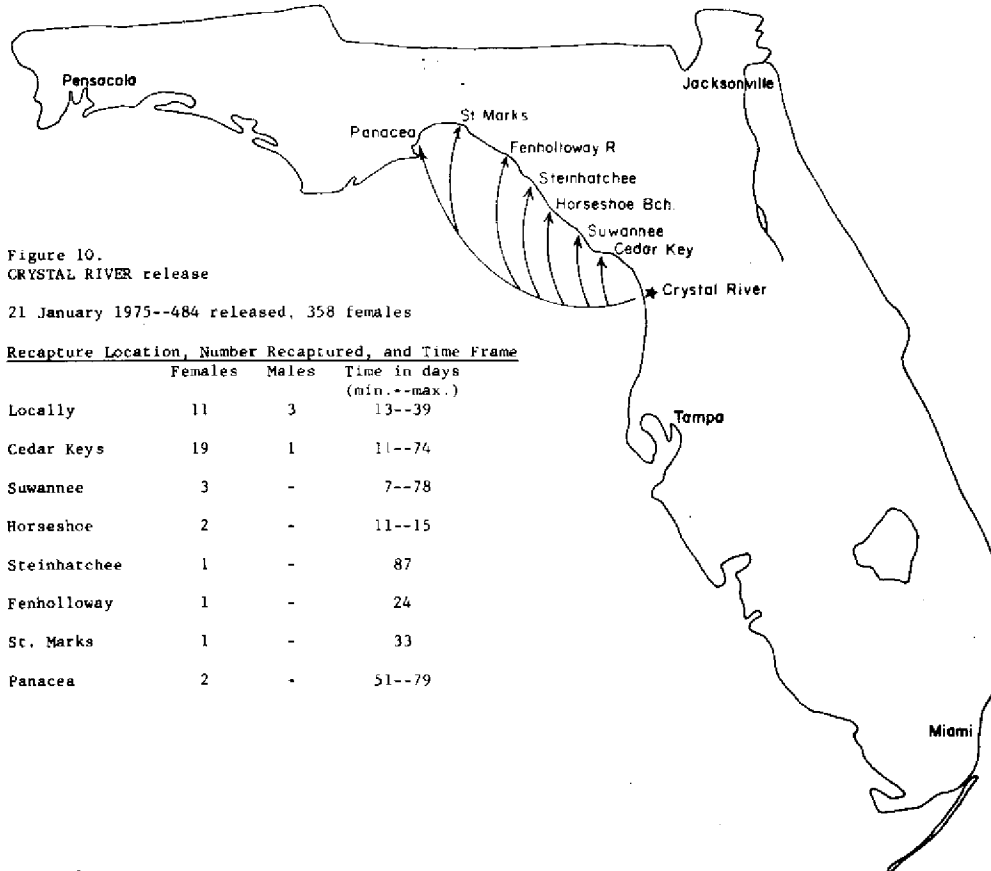 Pensacola
Jacksonville
Panacea
St Marks
Fenholloway R
Steinhatchee
Horseshoe Bch.
Suwannee
Cedar Key
Crystal River
Tampa
Miami
Figure 10.
CRYSTAL RIVER release
21 January 1975--484 released, 358 females
Recapture Location, Number Recaptured, and Time Frame
Females Males Time in days
(min.--max.)
Locally 11 3 13--39
Cedar Keys 19 1 11--74
Suwannee 3 - 7--78
Horseshoe 2 - 11--15
Steinhatchee 1 - 87
Fenholloway 1 - 24
St. Marks 1 - 33
Panacea 2 - 51--79